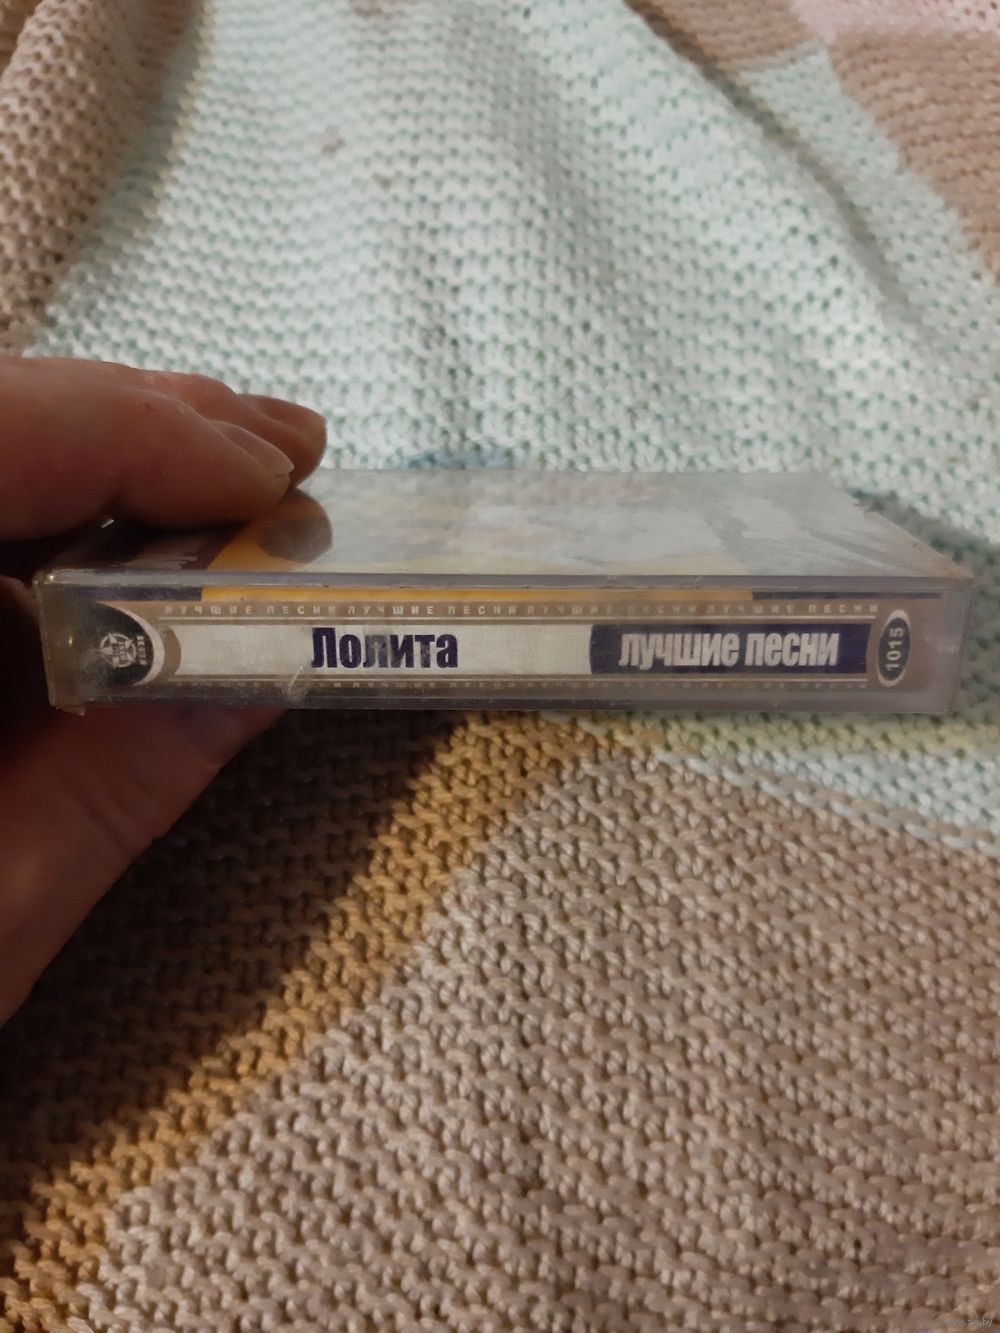 ЛУЧШИЕ ПЕСНИ ЛУЧШИЕ ПЕСНИ ЛУЧШИЕ ПЕСНИ ЛУЧШИЕ ПЕСНИ
Лолита
лучшие песни
1015